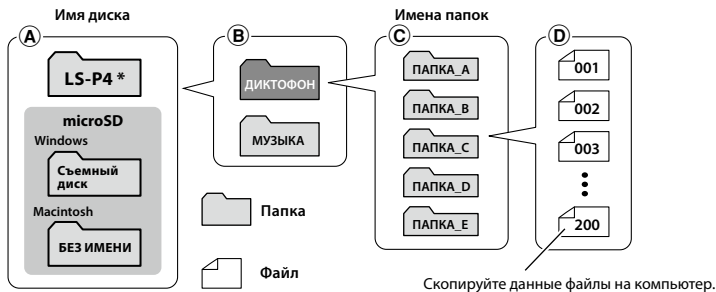 Имя диска
Имена папок
A
B
C
D
LS-P4 *
microSD
Windows
Съемный
диск
Macintosh
БЕЗ ИМЕНИ
ДИКТОФОН
МУЗЫКА
Папка
Файл
ПАПКА_A
ПАПКА_B
ПАПКА_C
ПАПКА_D
ПАПКА_E
001
002
003
200
Скопируйте данные файлы на компьютер.